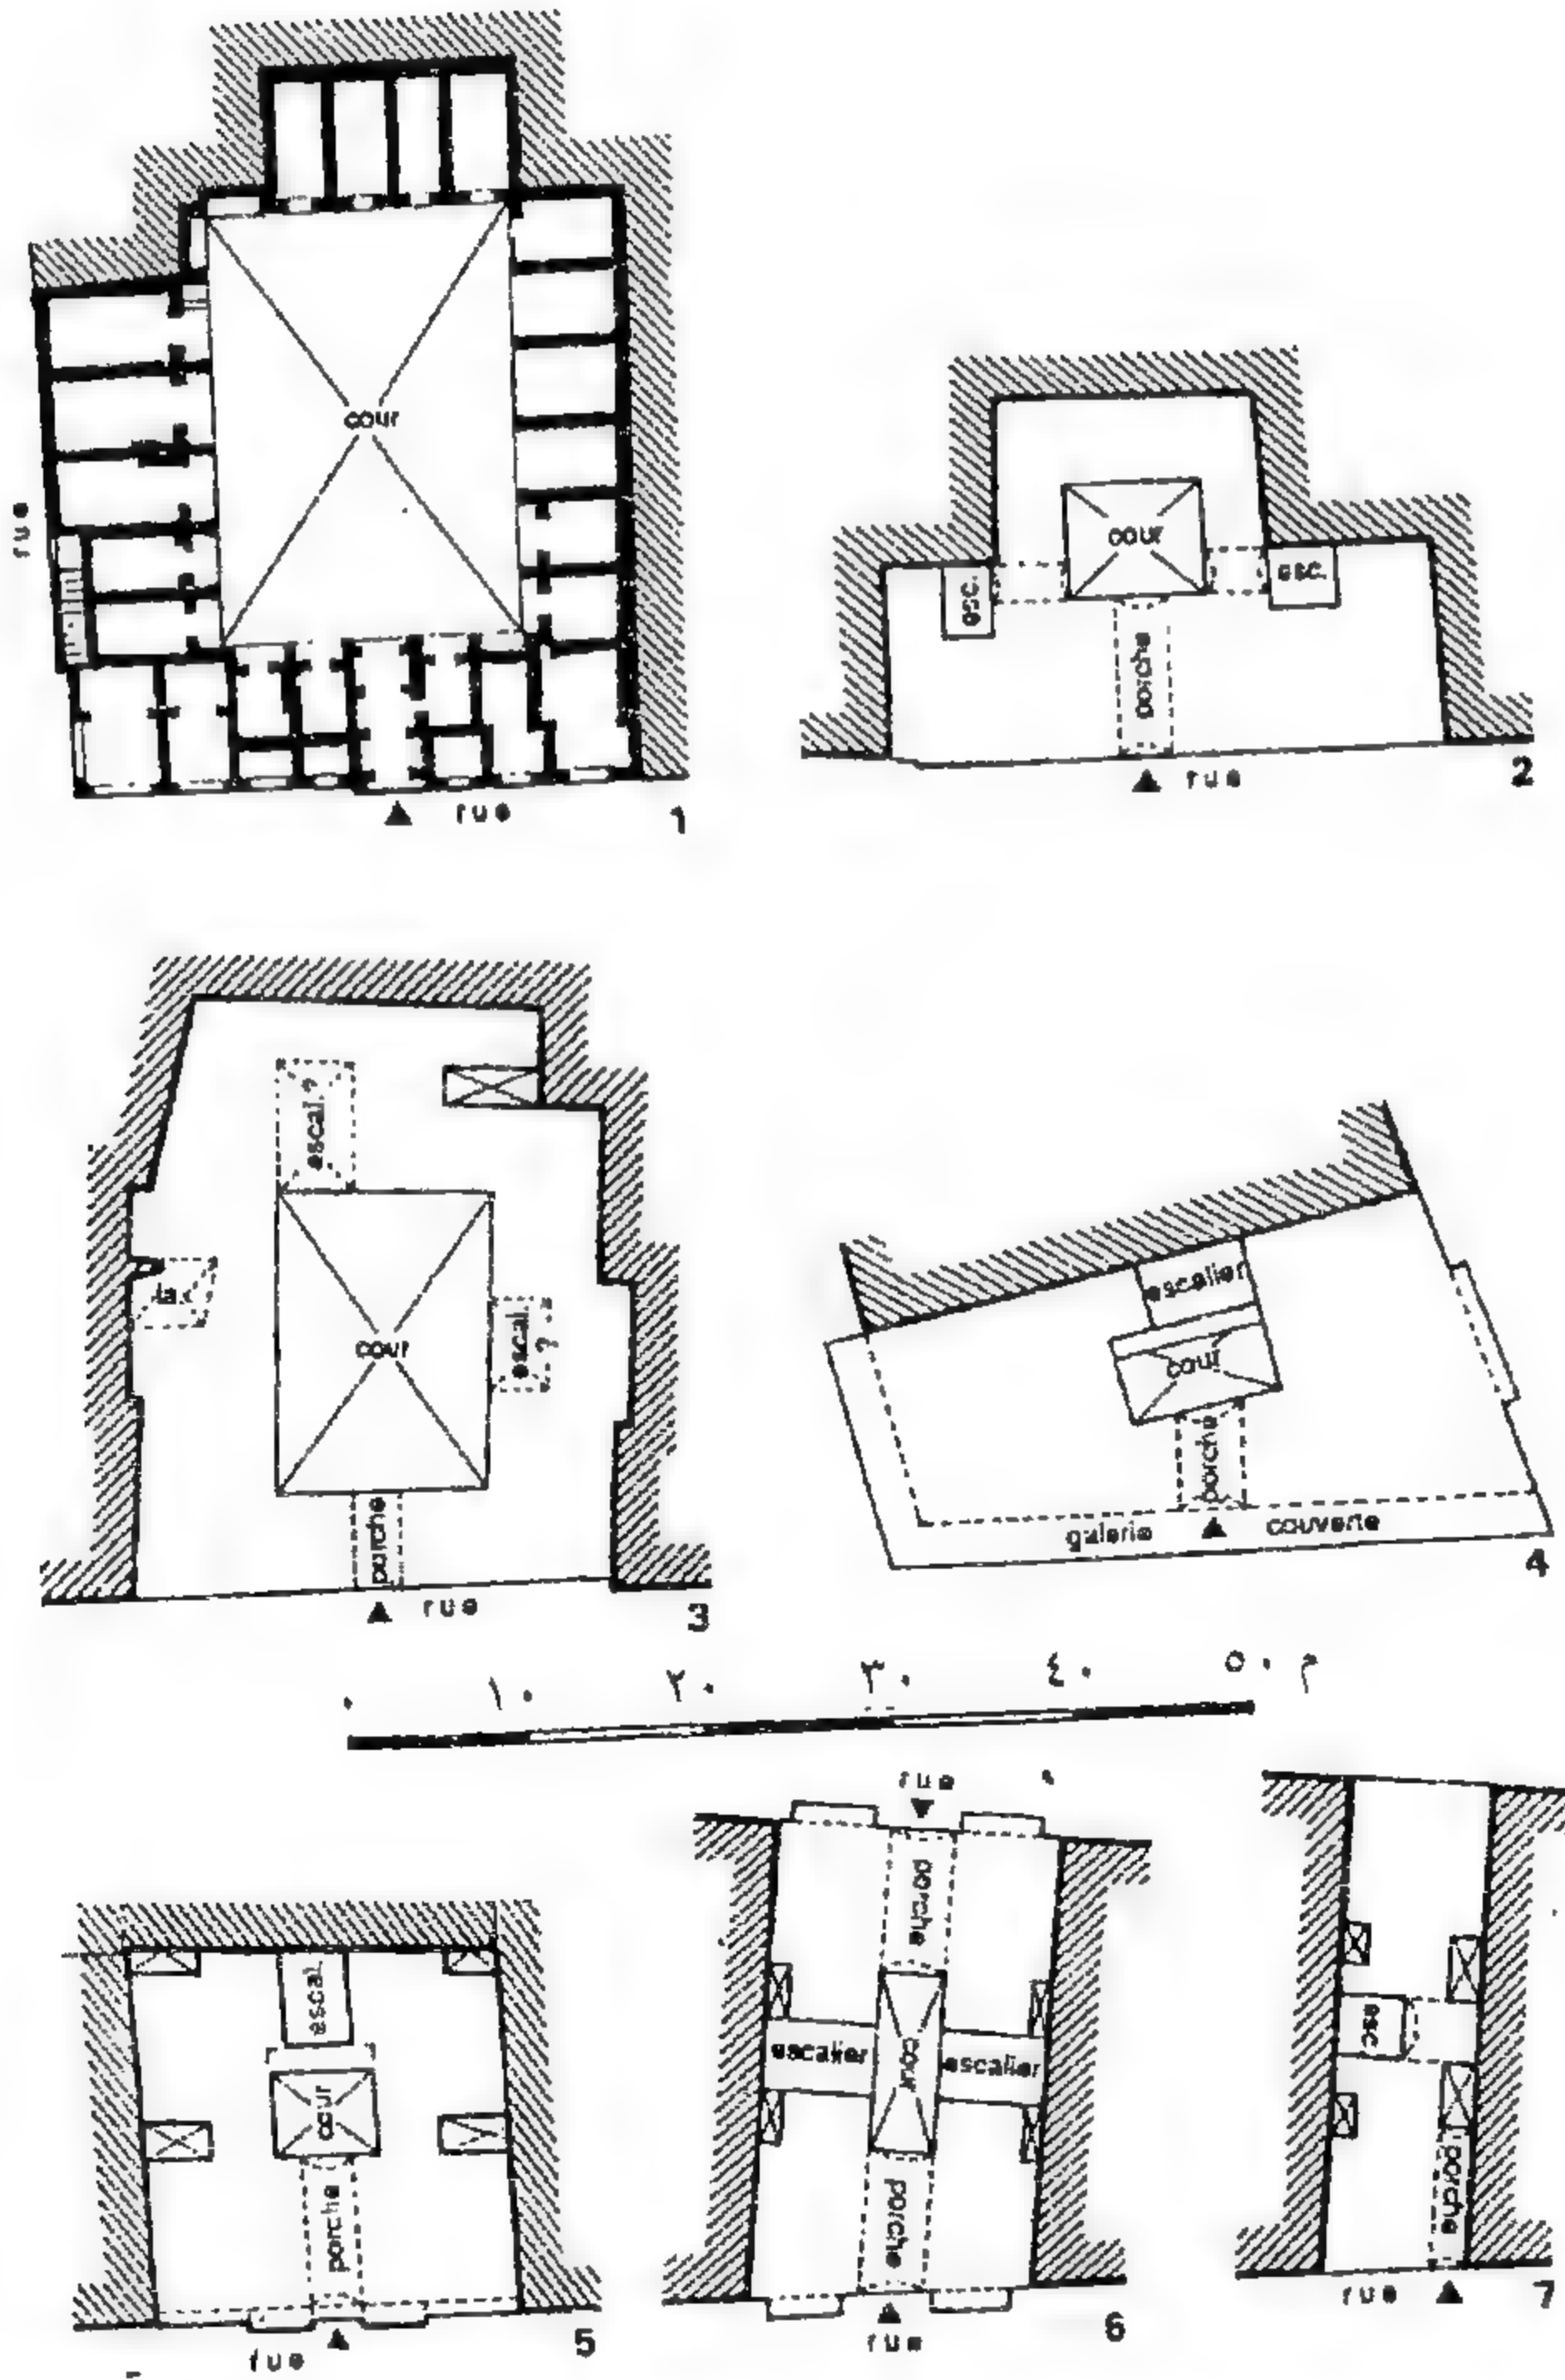 cour
rue
rue
1
cour
esc.
esc.
porche
rue
2
escal. ?
lax
cour
escal. ?
porche
rue
3
escalier
cour
porche
galerie couverte
4
٠ ١٠ ٢٠ ٣٠ ٤٠ ٥٠ م
escal.
cour
porche
rue
5
rue
porche
escalier cour escalier
porche
rue
6
esc
porche
rue
7